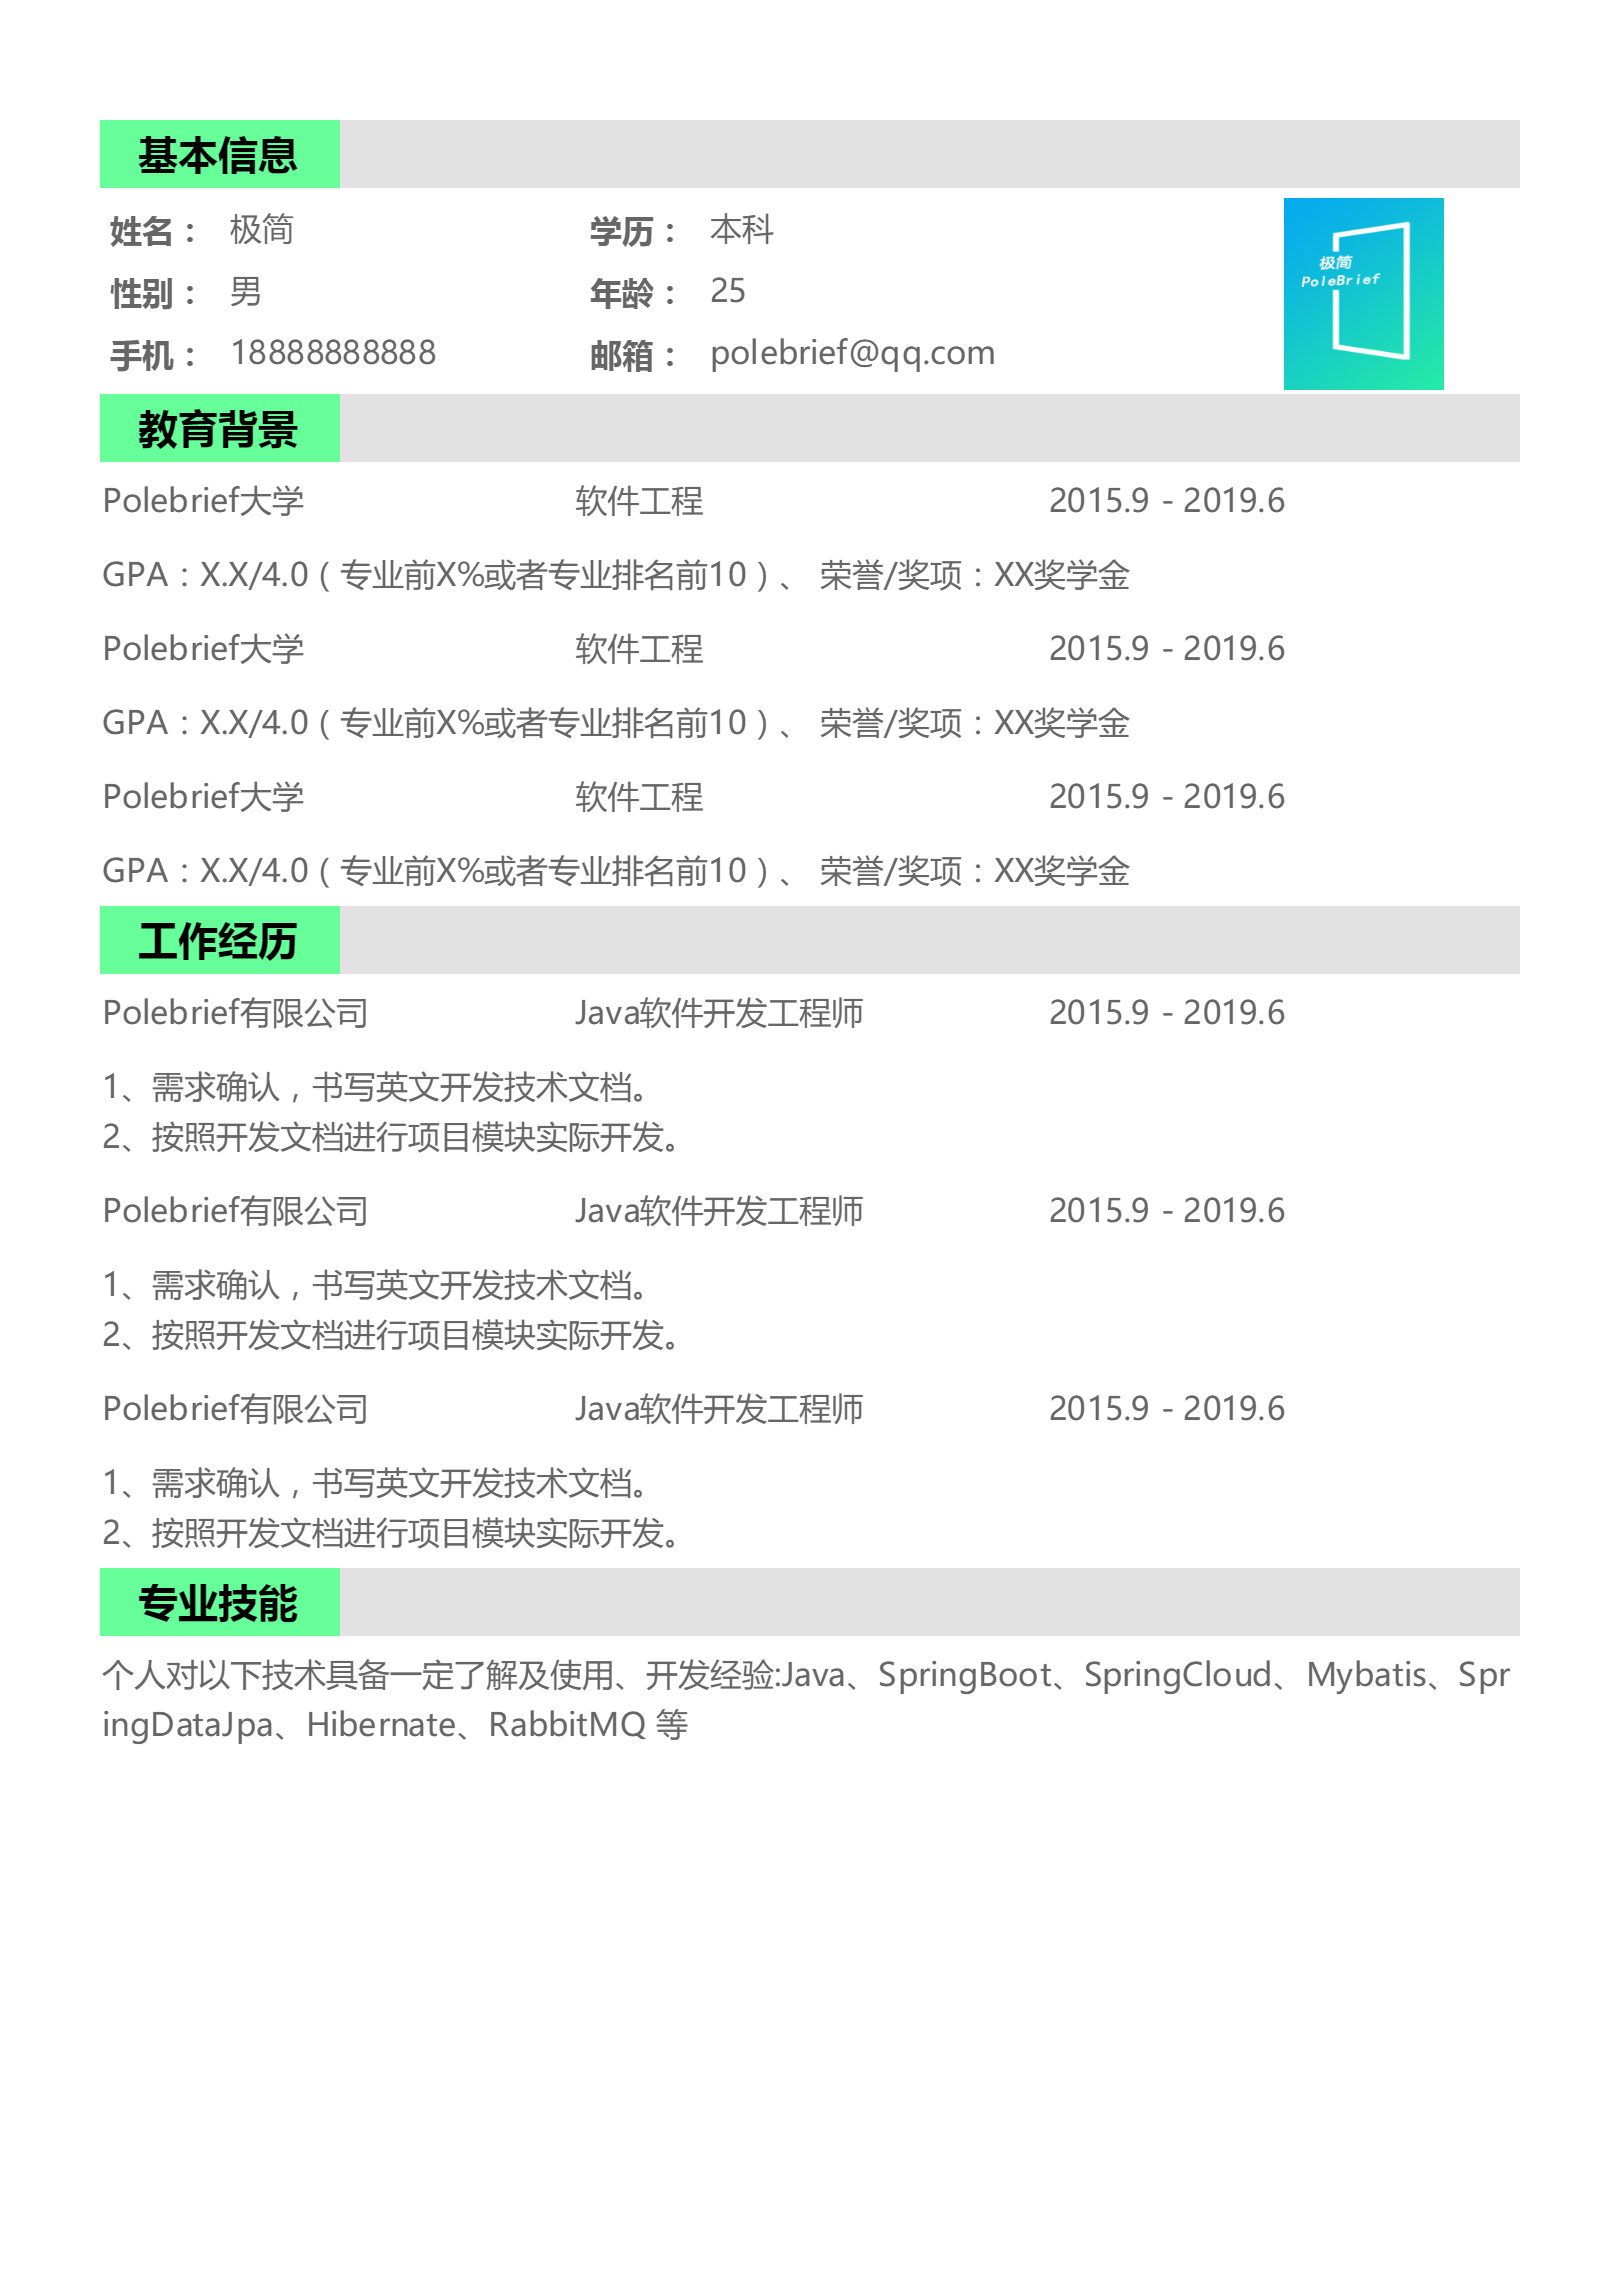 基本信息
姓名： 极简 学历： 本科
极简
PoleBrief
性别： 男 年龄： 25
手机： 18888888888 邮箱： polebrief@qq.com
教育背景
Polebrief大学 软件工程 2015.9 - 2019.6
GPA：X.X/4.0（专业前X%或者专业排名前10）、 荣誉/奖项：XX奖学金
Polebrief大学 软件工程 2015.9 - 2019.6
GPA：X.X/4.0（专业前X%或者专业排名前10）、 荣誉/奖项：XX奖学金
Polebrief大学 软件工程 2015.9 - 2019.6
GPA：X.X/4.0（专业前X%或者专业排名前10）、 荣誉/奖项：XX奖学金
工作经历
Polebrief有限公司 Java软件开发工程师 2015.9 - 2019.6
1、需求确认，书写英文开发技术文档。
2、按照开发文档进行项目模块实际开发。
Polebrief有限公司 Java软件开发工程师 2015.9 - 2019.6
1、需求确认，书写英文开发技术文档。
2、按照开发文档进行项目模块实际开发。
Polebrief有限公司 Java软件开发工程师 2015.9 - 2019.6
1、需求确认，书写英文开发技术文档。
2、按照开发文档进行项目模块实际开发。
专业技能
个人对以下技术具备一定了解及使用、开发经验:Java、SpringBoot、SpringCloud、Mybatis、Spr
ingDataJpa、Hibernate、RabbitMQ 等